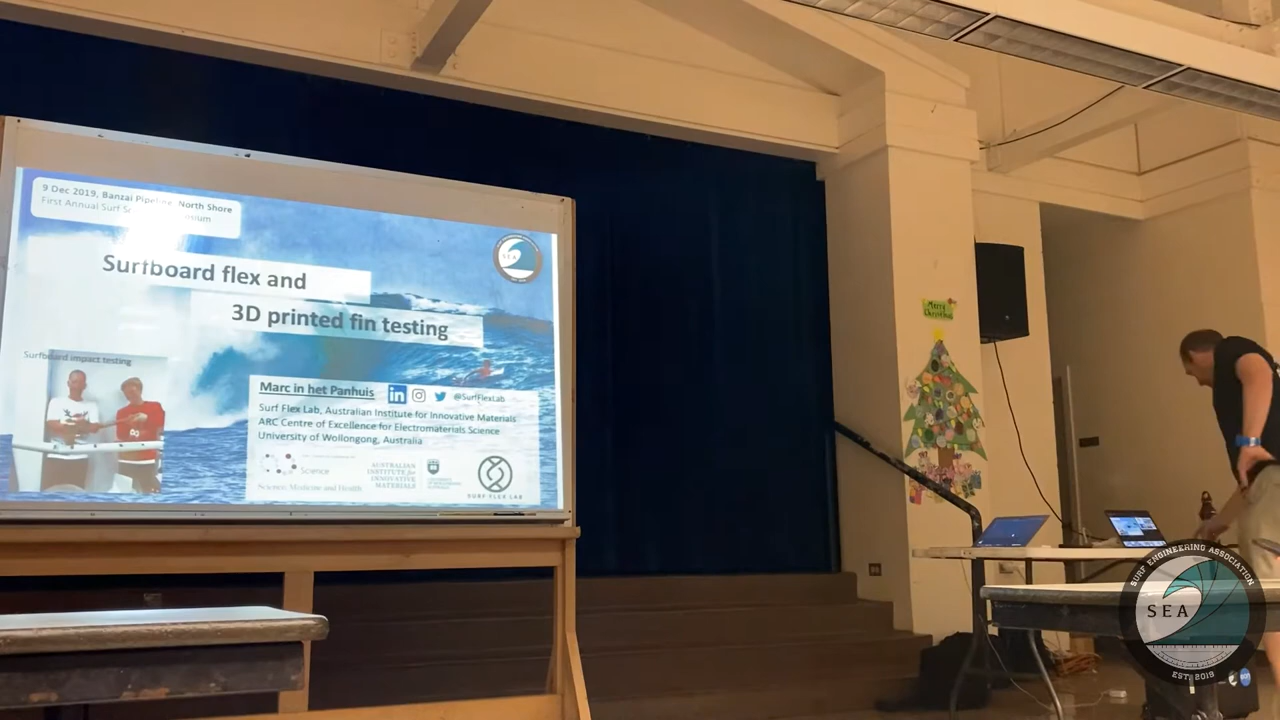 9 Dec 2019, Banzai Pipeline, North Shore
First Annual Surf
Surfboard flex and
3D printed fin testing
Surfboard impact testing
Marc in het Panhuis
in
@SurfFlexLab
Surf Flex Lab, Australian Institute for Innovative Materials
ARC Centre of Excellence for Electromaterials Science
University of Wollongong, Australia
Science
Science, Medicine and Health
AUSTRALIAN
INSTITUTE for
INNOVATIVE
MATERIALS
SURF FLEX LAB
SEA
Merry
Christmas
SURF ENGINEERING ASSOCIATION
SEA
EST. 2019